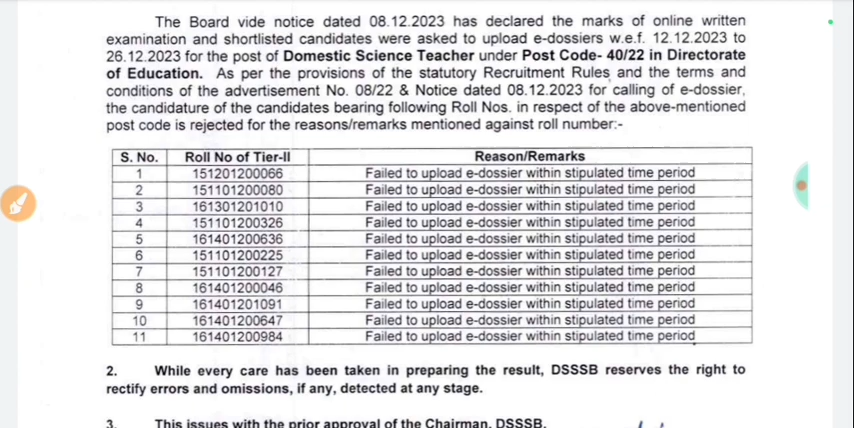 The Board vide notice dated 08.12.2023 has declared the marks of online written
examination and shortlisted candidates were asked to upload e-dossiers w.e.f. 12.12.2023 to
26.12.2023 for the post of Domestic Science Teacher under Post Code- 40/22 in Directorate
of Education. As per the provisions of the statutory Recruitment Rules and the terms and
conditions of the advertisement No. 08/22 & Notice dated 08.12.2023 for calling of e-dossier,
the candidature of the candidates bearing following Roll Nos. in respect of the above-mentioned
post code is rejected for the reasons/remarks mentioned against roll number:-
S. No. Roll No of Tier-II Reason/Remarks
1 151201200066 Failed to upload e-dossier within stipulated time period
2 151101200080 Failed to upload e-dossier within stipulated time period
3 161301201010 Failed to upload e-dossier within stipulated time period
4 151101200326 Failed to upload e-dossier within stipulated time period
5 161401200636 Failed to upload e-dossier within stipulated time period
6 151101200225 Failed to upload e-dossier within stipulated time period
7 151101200127 Failed to upload e-dossier within stipulated time period
8 161401200046 Failed to upload e-dossier within stipulated time period
9 161401201091 Failed to upload e-dossier within stipulated time period
10 161401200647 Failed to upload e-dossier within stipulated time period
11 161401200984 Failed to upload e-dossier within stipulated time period
2. While every care has been taken in preparing the result, DSSSB reserves the right to
rectify errors and omissions, if any, detected at any stage.
3. This issues with the prior approval of the Chairman, DSSSB.